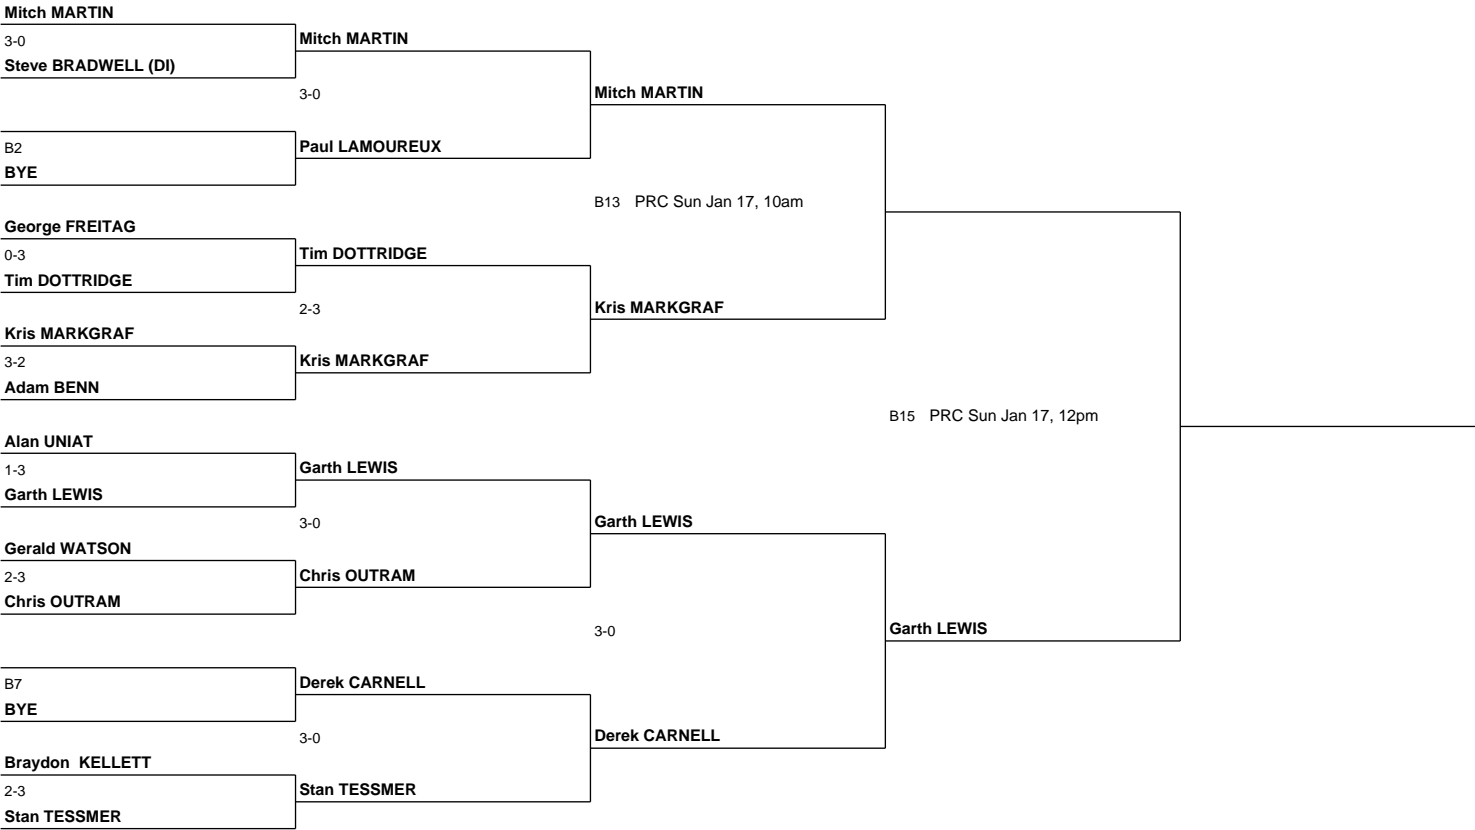 Mitch MARTIN
3-0
Mitch MARTIN
Steve BRADWELL (DI)
3-0
Mitch MARTIN
B2
Paul LAMOUREUX
BYE
B13 PRC Sun Jan 17, 10am
George FREITAG
0-3
Tim DOTTRIDGE
Tim DOTTRIDGE
2-3
Kris MARKGRAF
Kris MARKGRAF
3-2
Kris MARKGRAF
Adam BENN
B15 PRC Sun Jan 17, 12pm
Alan UNIAT
1-3
Garth LEWIS
Garth LEWIS
3-0
Garth LEWIS
Gerald WATSON
2-3
Chris OUTRAM
Chris OUTRAM
3-0
Garth LEWIS
B7
Derek CARNELL
BYE
3-0
Derek CARNELL
Braydon KELLETT
2-3
Stan TESSMER
Stan TESSMER